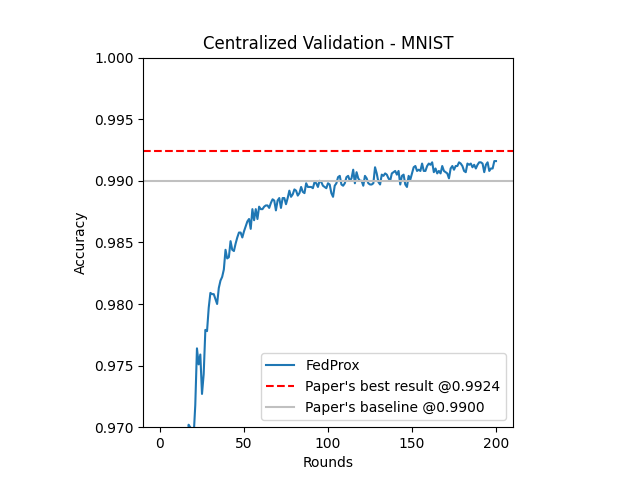 Centralized Validation - MNIST
1.000
0.995
0.990
0.985
0.980
0.975
0.970
Accuracy
FedProx
Paper's best result @0.9924
Paper's baseline @0.9900
0 50 100 150 200
Rounds